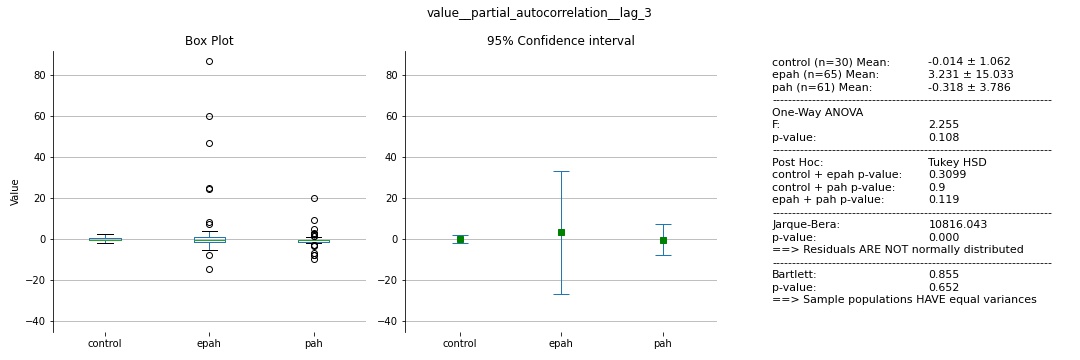 value__partial_autocorrelation__lag_3
Box Plot
Value
80
60
40
20
0
−20
−40
control
epah
pah
95% Confidence interval
80
60
40
20
0
−20
−40
control
epah
pah
control (n=30) Mean: -0.014 ± 1.062
epah (n=65) Mean: 3.231 ± 15.033
pah (n=61) Mean: -0.318 ± 3.786
One-Way ANOVA
F: 2.255
p-value: 0.108
Post Hoc: Tukey HSD
control + epah p-value: 0.3099
control + pah p-value: 0.9
epah + pah p-value: 0.119
Jarque-Bera: 10816.043
p-value: 0.000
==> Residuals ARE NOT normally distributed
Bartlett: 0.855
p-value: 0.652
==> Sample populations HAVE equal variances